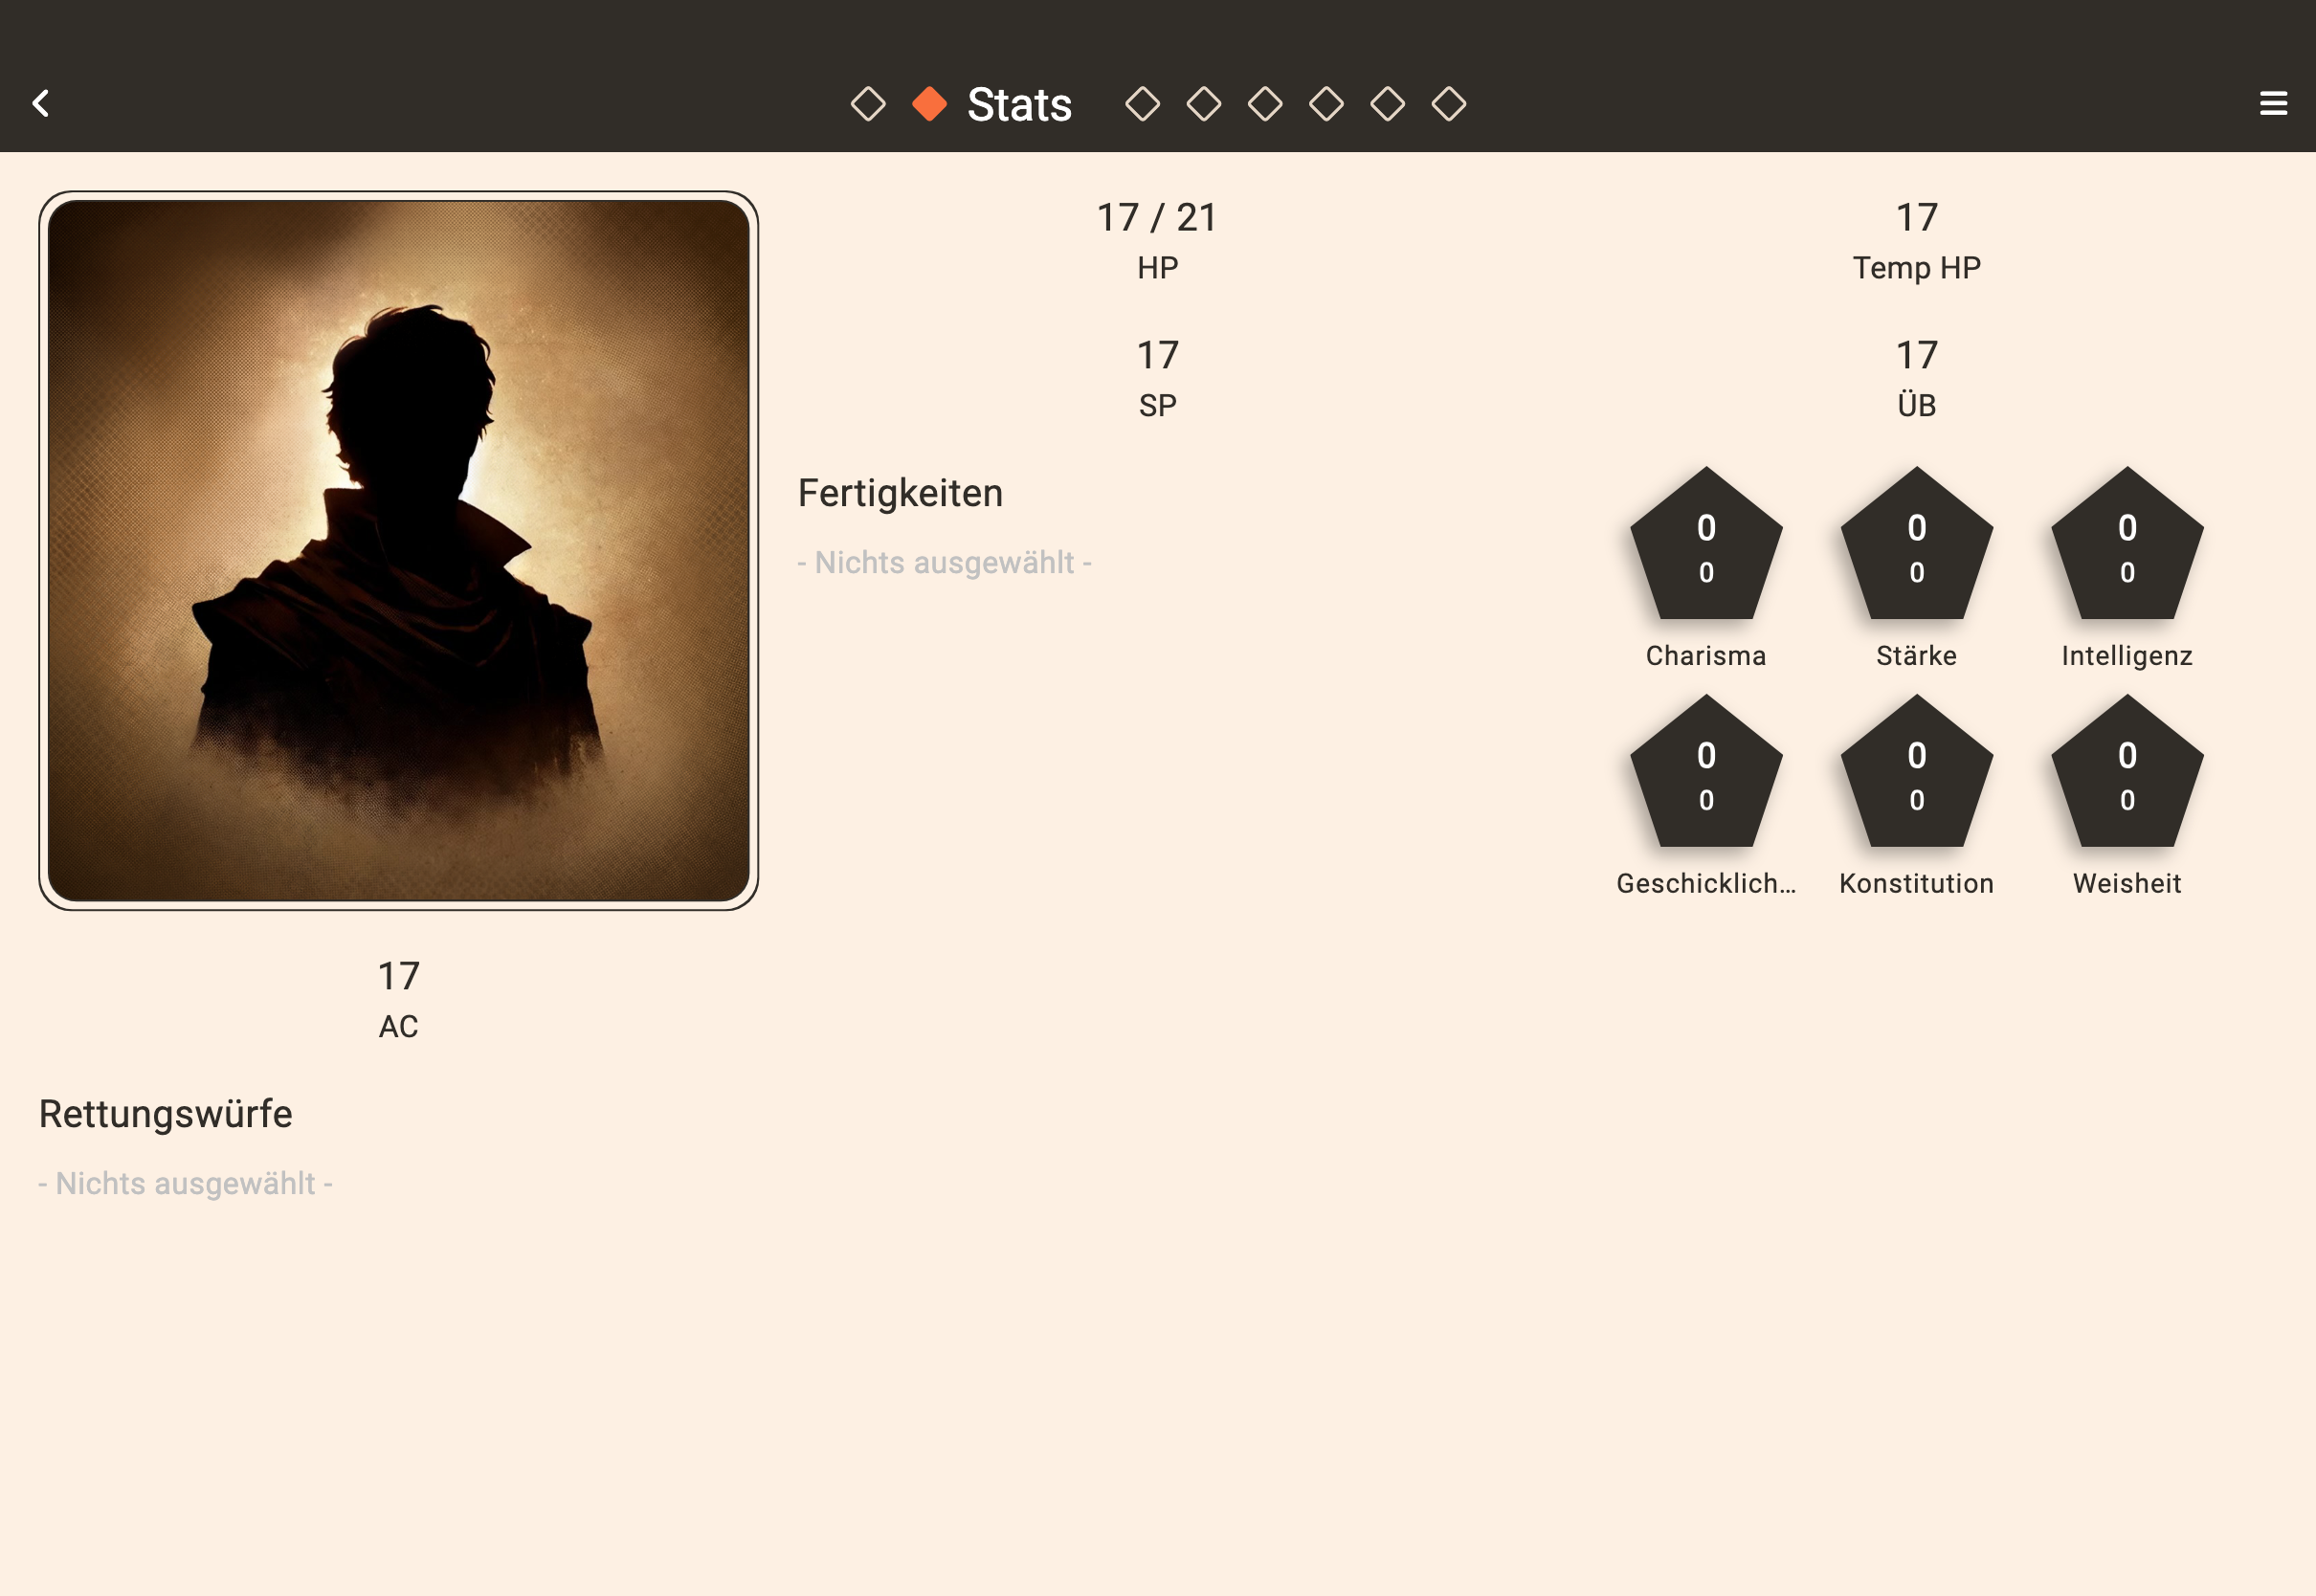 Stats
17 / 21
HP
17
Temp HP
17
SP
17
ÜB
Fertigkeiten
- Nichts ausgewählt -
0
0
Charisma
0
0
Stärke
0
0
Intelligenz
0
0
Geschicklich...
0
0
Konstitution
0
0
Weisheit
17
AC
Rettungswürfe
- Nichts ausgewählt -